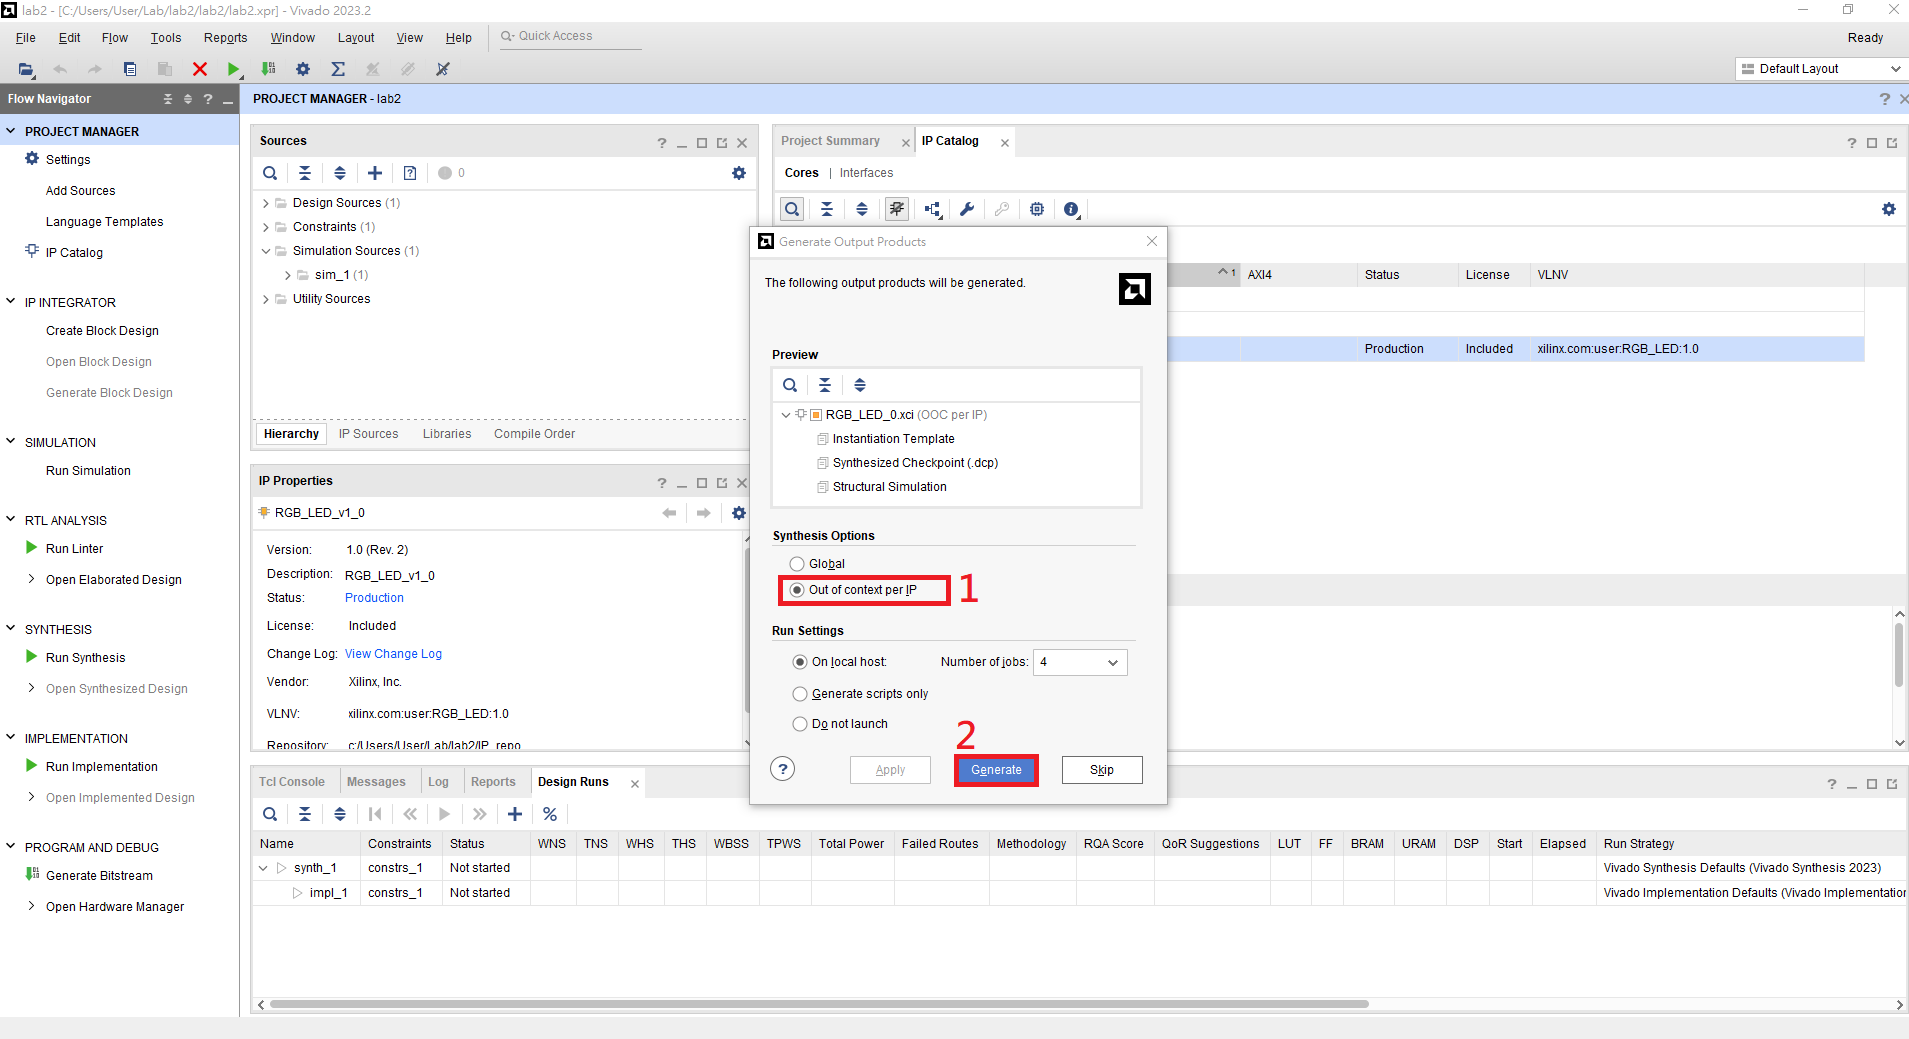 lab2 - [C:/Users/User/Lab/lab2/lab2/lab2.xpr] - Vivado 2023.2
File Edit Flow Tools Reports Window Layout View Help Quick Access Ready
Default Layout
Flow Navigator
PROJECT MANAGER
Settings
Add Sources
Language Templates
IP Catalog
IP INTEGRATOR
Create Block Design
Open Block Design
Generate Block Design
SIMULATION
Run Simulation
RTL ANALYSIS
Run Linter
Open Elaborated Design
SYNTHESIS
Run Synthesis
Open Synthesized Design
IMPLEMENTATION
Run Implementation
Open Implemented Design
PROGRAM AND DEBUG
Generate Bitstream
Open Hardware Manager
PROJECT MANAGER - lab2
Sources
0
Design Sources (1)
Constraints (1)
Simulation Sources (1)
sim_1 (1)
Utility Sources
Hierarchy IP Sources Libraries Compile Order
IP Properties
RGB_LED_v1_0
Version: 1.0 (Rev. 2)
Description: RGB_LED_v1_0
Status: Production
License: Included
Change Log: View Change Log
Vendor: Xilinx, Inc.
VLNV: xilinx.com:user:RGB_LED:1.0
Repository: c:/Users/User/Lab/lab2/IP_repo
Project Summary IP Catalog
Cores | Interfaces
1 AXI4 Status License VLNV
Production Included xilinx.com:user:RGB_LED:1.0
Generate Output Products
The following output products will be generated.
Preview
RGB_LED_0.xci (OOC per IP)
Instantiation Template
Synthesized Checkpoint (.dcp)
Structural Simulation
Synthesis Options
Global
Out of context per IP 1
Run Settings
On local host: Number of jobs: 4
Generate scripts only
Do not launch
2
? Apply Generate Skip
Tcl Console Messages Log Reports Design Runs
Name Constraints Status WNS TNS WHS THS WBSS TPWS Total Power Failed Routes Methodology RQA Score QoR Suggestions LUT FF BRAM URAM DSP Start Elapsed Run Strategy
synth_1 constrs_1 Not started Vivado Synthesis Defaults (Vivado Synthesis 2023)
impl_1 constrs_1 Not started Vivado Implementation Defaults (Vivado Implementation